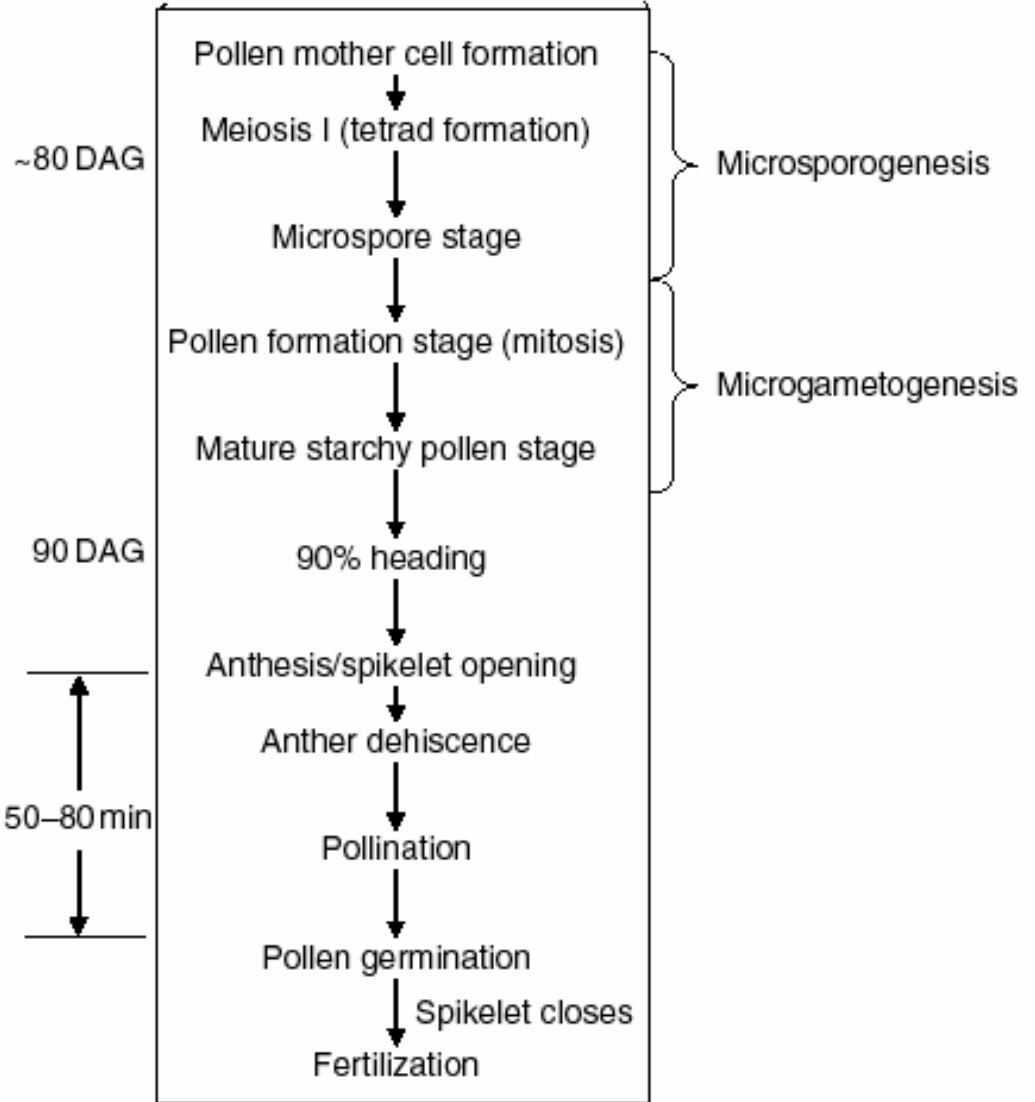 Pollen mother cell formation
Meiosis I (tetrad formation)
~80 DAG
Microsporogenesis
Microspore stage
Pollen formation stage (mitosis)
Microgametogenesis
Mature starchy pollen stage
90 DAG
90% heading
Anthesis/spikelet opening
Anther dehiscence
50–80 min
Pollination
Pollen germination
Spikelet closes
Fertilization